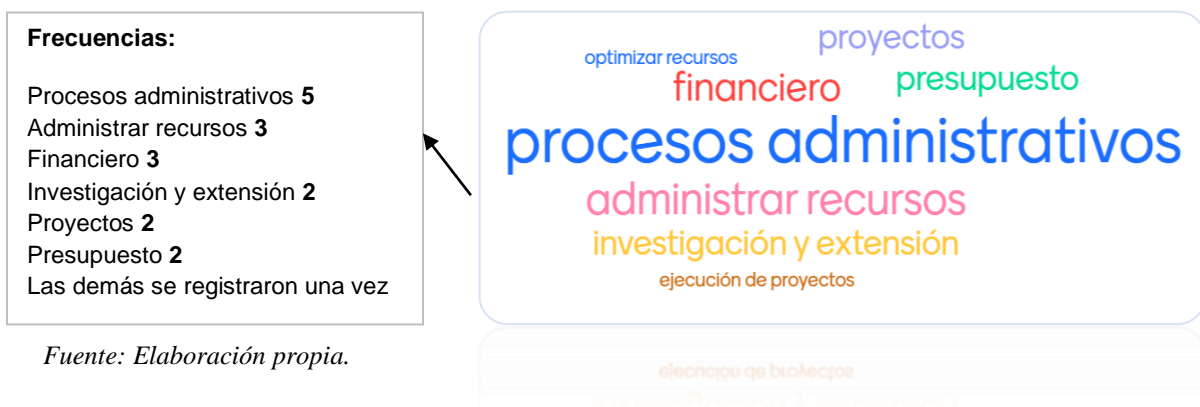 Frecuencias:
Procesos administrativos 5
Administrar recursos 3
Financiero 3
Investigación y extensión 2
Proyectos 2
Presupuesto 2
Las demás se registraron una vez
Fuente: Elaboración propia.
proyectos
optimizar recursos
financiero
presupuesto
procesos administrativos
administrar recursos
investigación y extensión
ejecución de proyectos